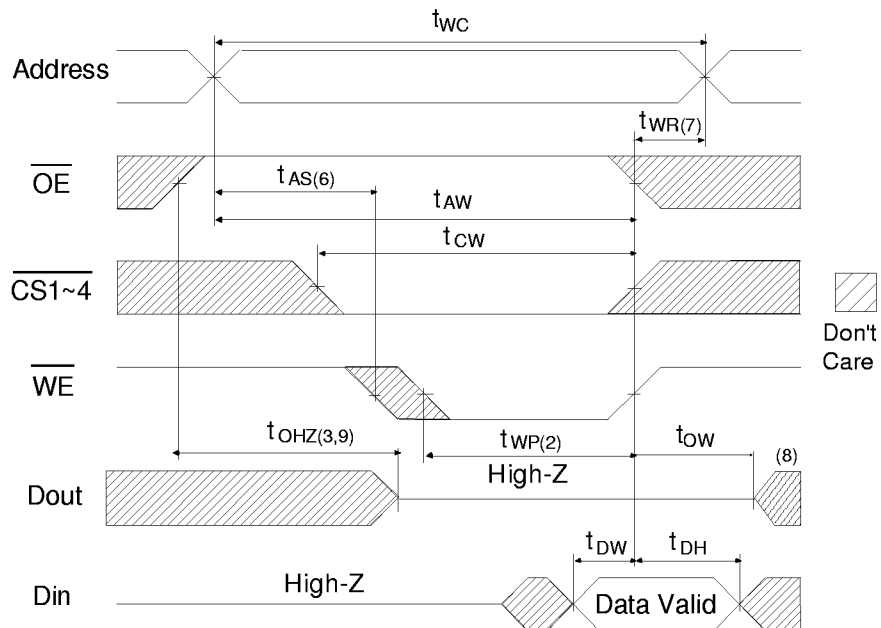 tWC
Address
tWR(7)
OE
tAS(6)
tAW
tCW
CS1~4
Don't
Care
WE
tOHZ(3,9)
tWP(2)
tOW
High-Z
(8)
Dout
tDW
tDH
High-Z
Din
Data Valid